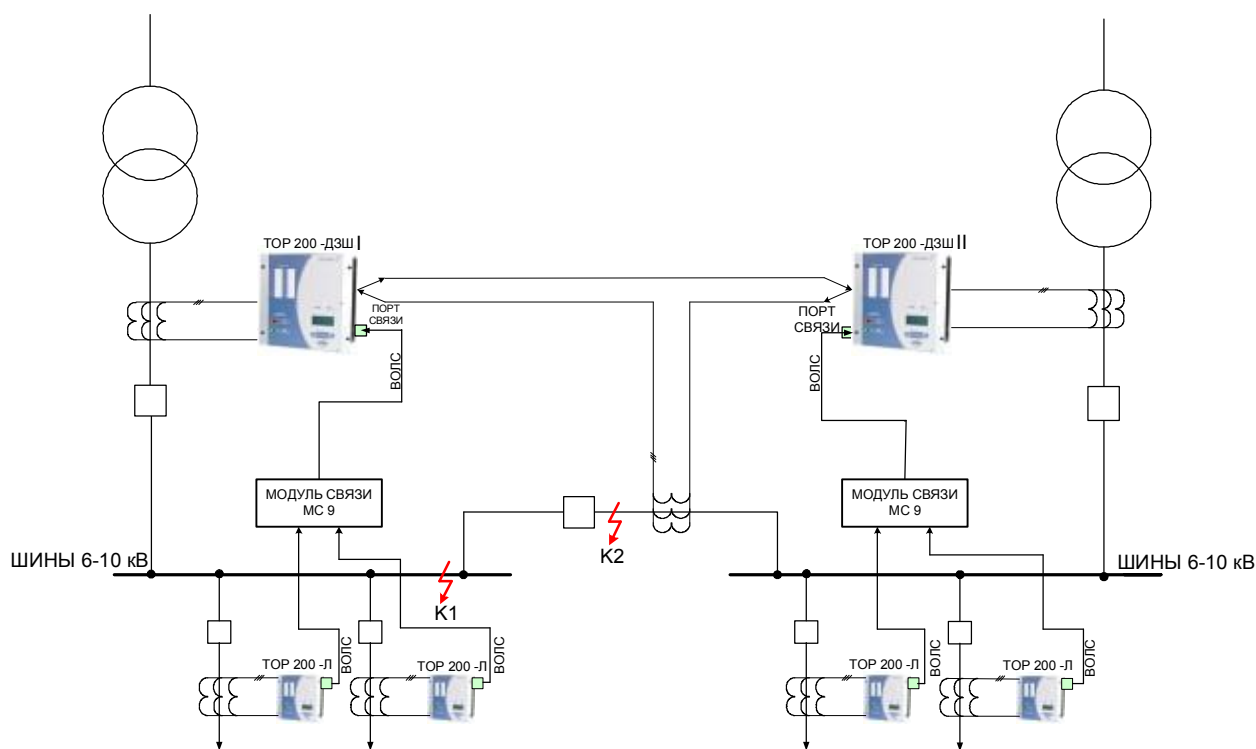 ТОР 200 -ДЗШ I
ТОР 200 -ДЗШ II
ПОРТ
СВЯЗИ
ПОРТ
СВЯЗИ
ВОЛС
ВОЛС
МОДУЛЬ СВЯЗИ
МС 9
МОДУЛЬ СВЯЗИ
МС 9
К2
ШИНЫ 6-10 кВ
ШИНЫ 6-10 кВ
К1
ТОР 200 -Л
ВОЛС
ТОР 200 -Л
ВОЛС
ТОР 200 -Л
ВОЛС
ТОР 200 -Л
ВОЛС